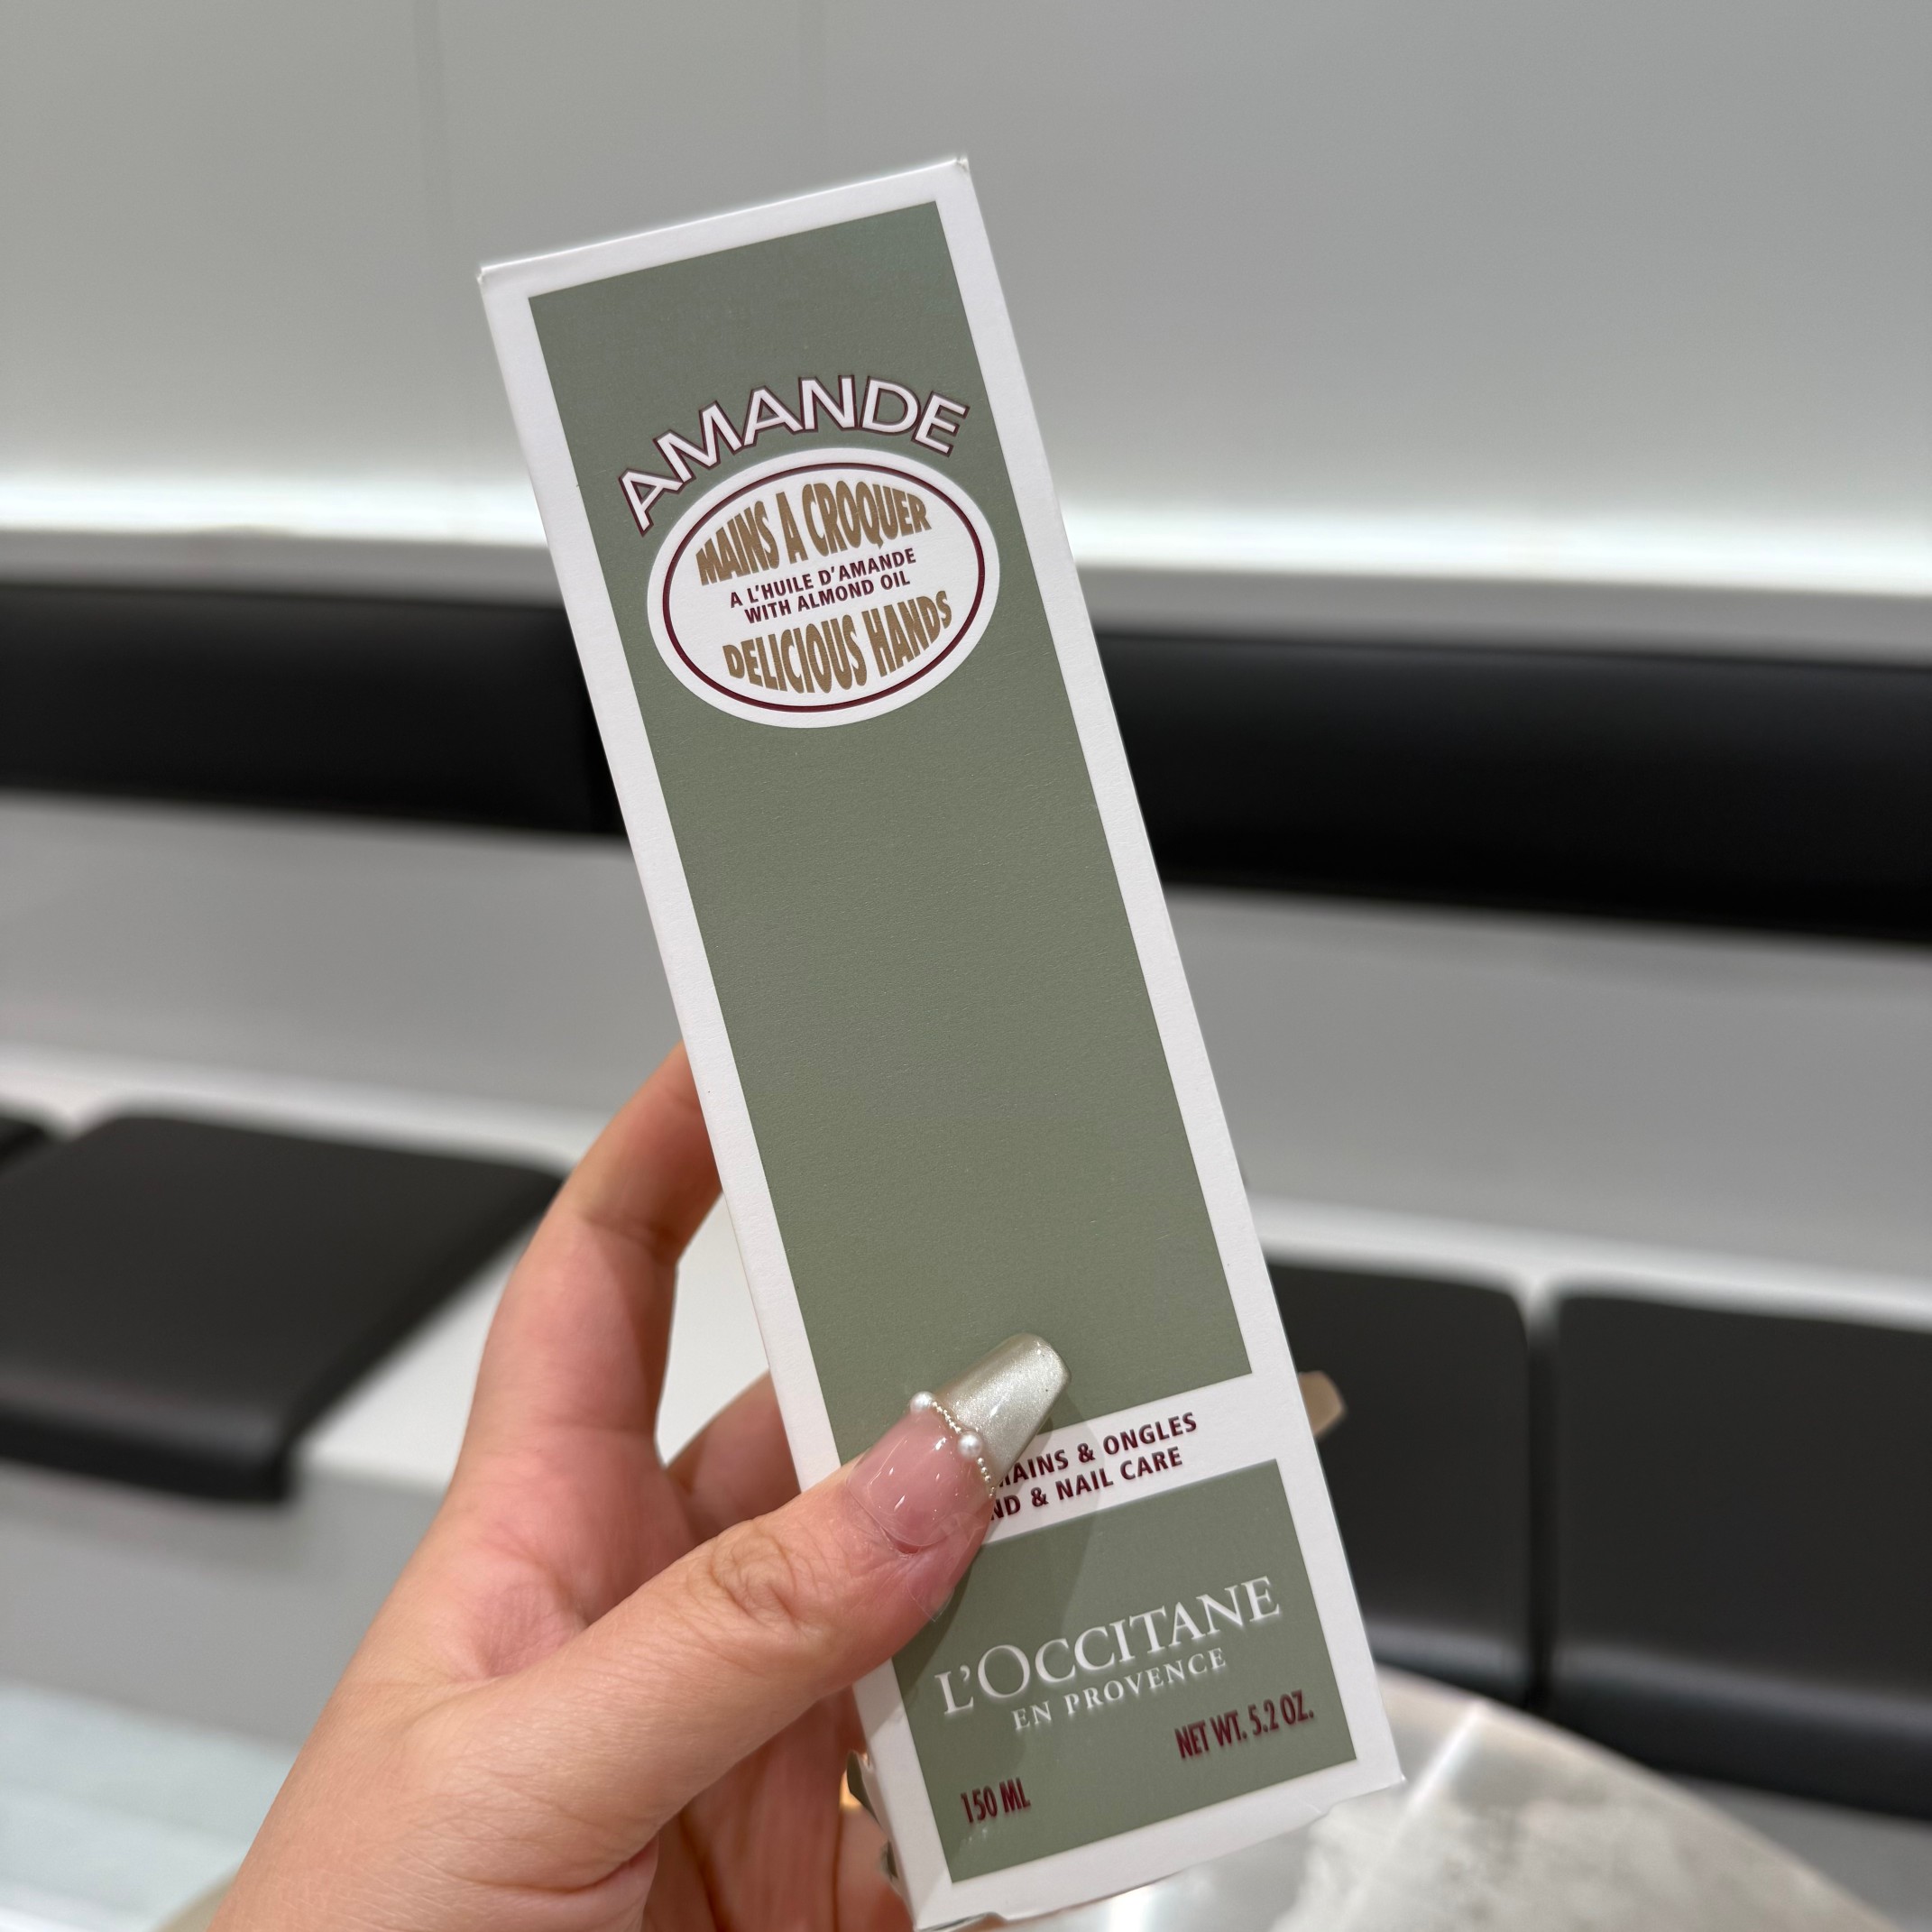 AMANDE
MAINS A CROQUER
A L'HUILE D'AMANDE
WITH ALMOND OIL
DELICIOUS HANDS
& ONGLES
& NAIL CARE
L'OCCITANE
EN PROVENCE
NET WT. 5.2 OZ.
150 ML